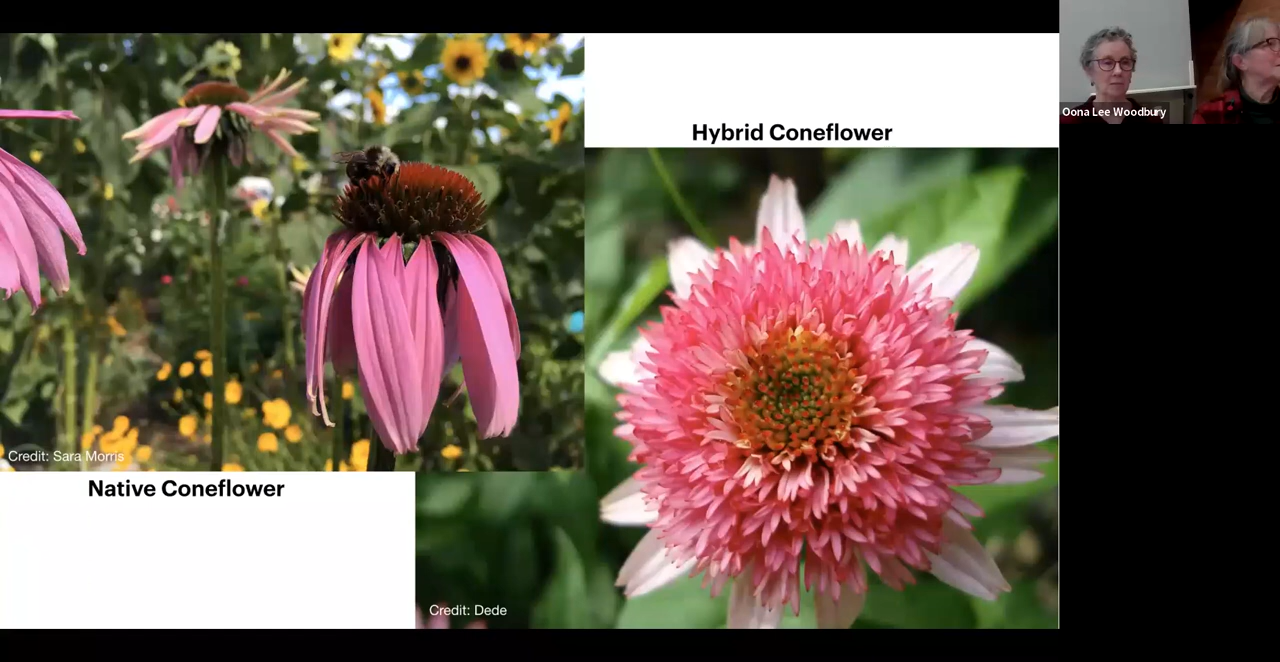 Hybrid Coneflower
Oona Lee Woodbury
Credit: Sara Morris
Native Coneflower
Credit: Dede